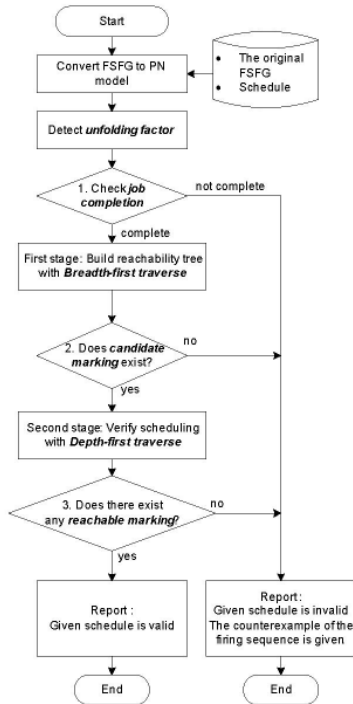 Start
Convert FSFG to PN
model
• The original
FSFG
• Schedule
Detect unfolding factor
1. Check job
completion
not complete
complete
First stage: Build reachability tree
with Breadth-first traverse
2. Does candidate
marking exist?
no
yes
Second stage: Verify scheduling
with Depth-first traverse
3. Does there exist
any reachable marking?
no
yes
Report :
Given schedule is valid
Report :
Given schedule is invalid
The counterexample of the
firing sequence is given
End
End